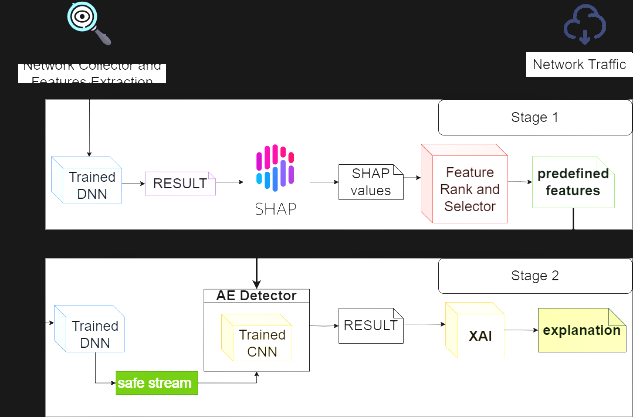 Network Collector and
Features Extraction
Network Traffic
Stage 1
Trained
DNN
RESULT
SHAP
SHAP
values
Feature
Rank and
Selector
predefined
features
Stage 2
Trained
DNN
safe stream
AE Detector
Trained
CNN
RESULT
XAI
explanation